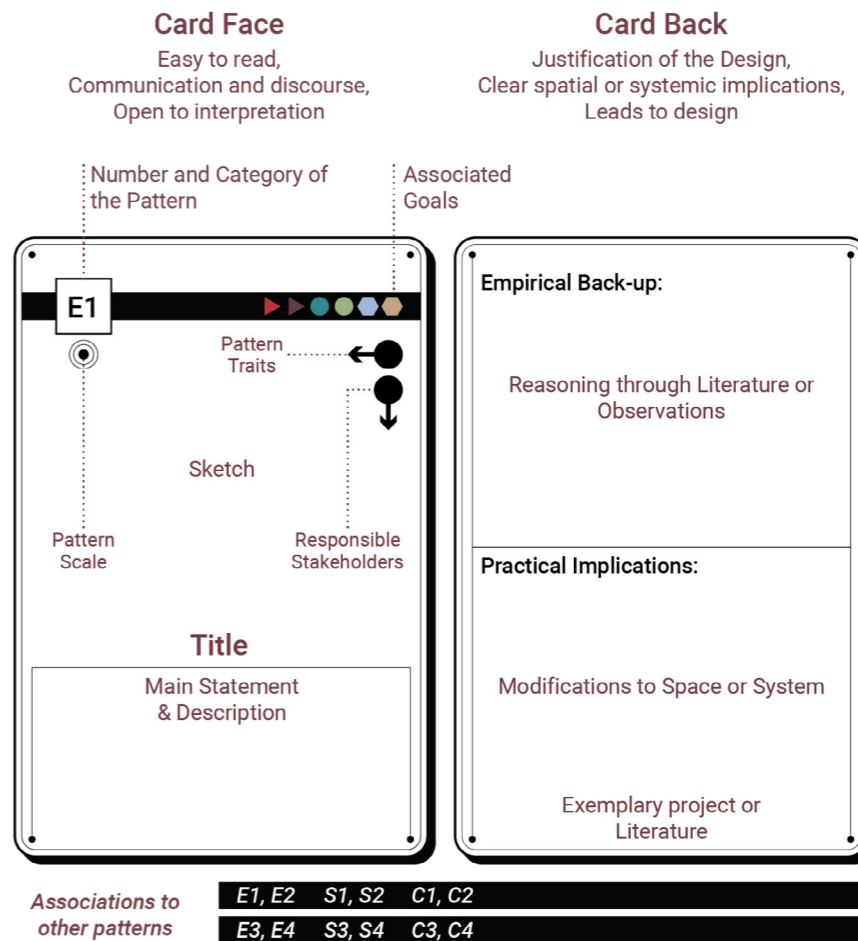 Card Face
Easy to read,
Communication and discourse,
Open to interpretation
Card Back
Justification of the Design,
Clear spatial or systemic implications,
Leads to design
Number and Category of
the Pattern
Associated
Goals
E1
Pattern
Traits
Sketch
Pattern
Scale
Responsible
Stakeholders
Title
Main Statement
& Description
Empirical Back-up:
Reasoning through Literature or
Observations
Practical Implications:
Modifications to Space or System
Exemplary project or
Literature
Associations to
other patterns
E1, E2 S1, S2 C1, C2
E3, E4 S3, S4 C3, C4